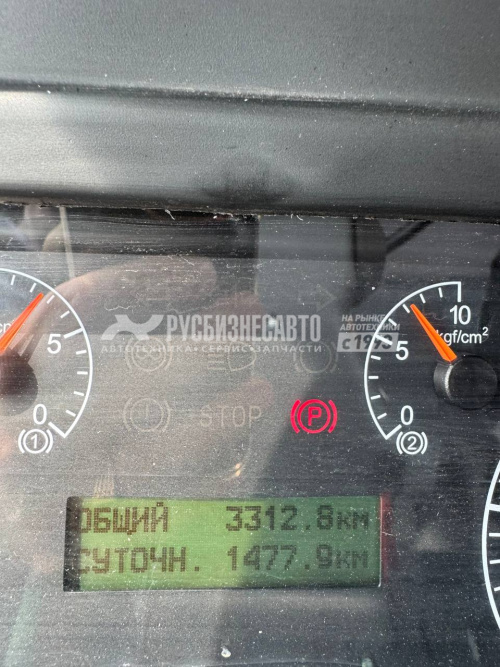 10
kgf/cm²
РУСБИЗНЕСАВТО
АВТОТЕХНИКА•СЕРВИС•ЗАПЧАСТИ
НА РЫНКЕ
АВТОТЕХНИКИ
5
5
0
0
STOP
P
1
2
ОБЩИЙ 3312.8км
СУТОЧН. 1477.9км